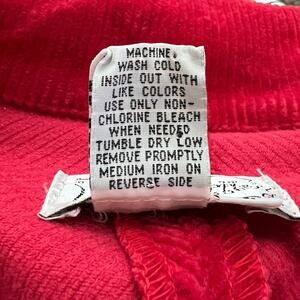 MACHINE
WASH COLD
INSIDE OUT WITH
LIKE COLORS
USE ONLY NON-
CHLORINE BLEACH
WHEN NEEDED
TUMBLE DRY LOW
REMOVE PROMPTLY
MEDIUM IRON ON
REVERSE SIDE